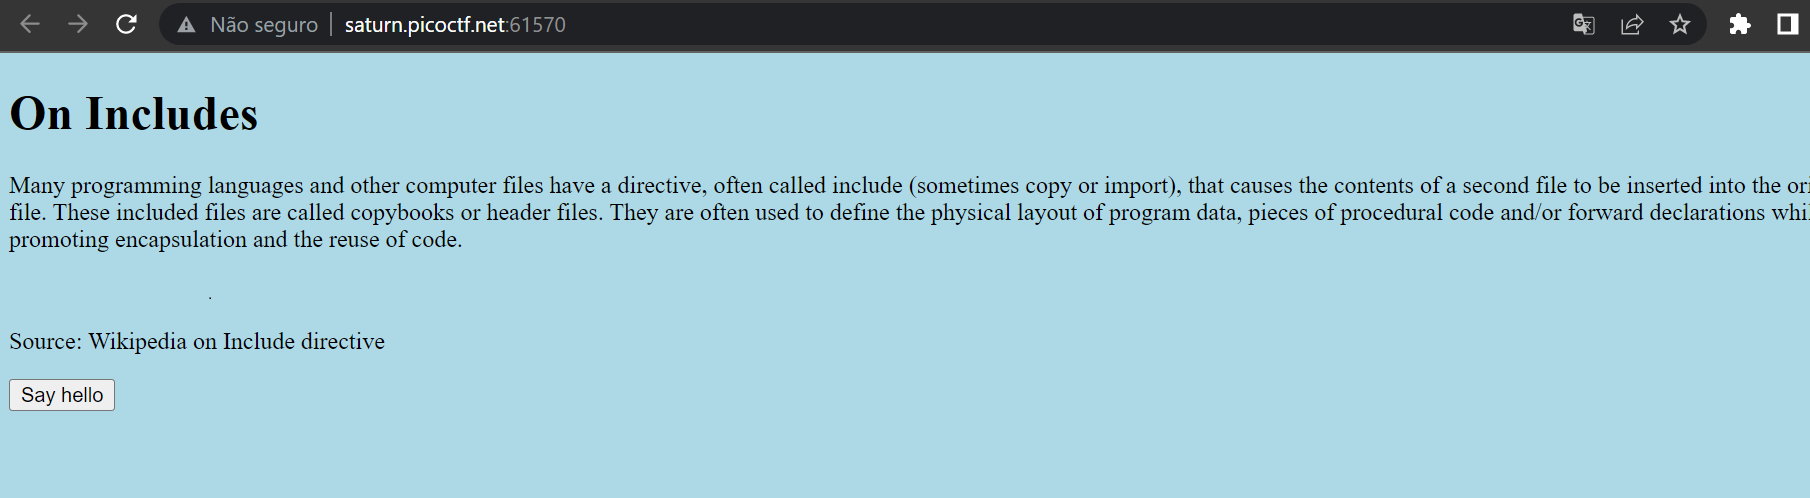 Não seguro saturn.picoctf.net:61570
On Includes
Many programming languages and other computer files have a directive, often called include (sometimes copy or import), that causes the contents of a second file to be inserted into the
file. These included files are called copybooks or header files. They are often used to define the physical layout of program data, pieces of procedural code and/or forward declarations
promoting encapsulation and the reuse of code.
.
Source: Wikipedia on Include directive
Say hello